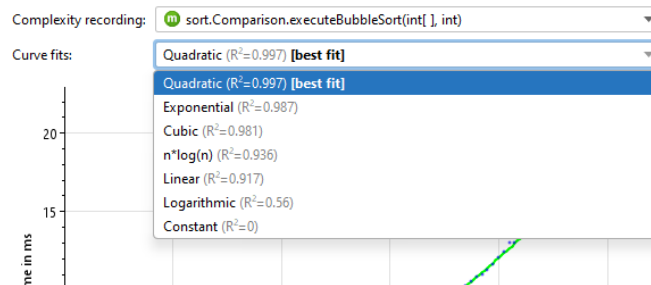 Complexity recording: m sort.Comparison.executeBubbleSort(int[ ], int)
Curve fits: Quadratic (R²=0.997) [best fit]
Quadratic (R²=0.997) [best fit]
Exponential (R²=0.987)
Cubic (R²=0.981)
n*log(n) (R²=0.936)
Linear (R²=0.917)
Logarithmic (R²=0.56)
Constant (R²=0)
20
15
me in ms